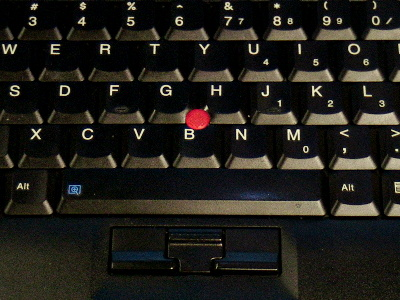 # $ % ^ & * ( )
3 4 5 6 7 7 8 8 9 9 0 /
W E R T Y U 4 I 5 O 6
S D F G H J 1 K 2 L 3
X C V B N M 0 < , > .
Alt Alt